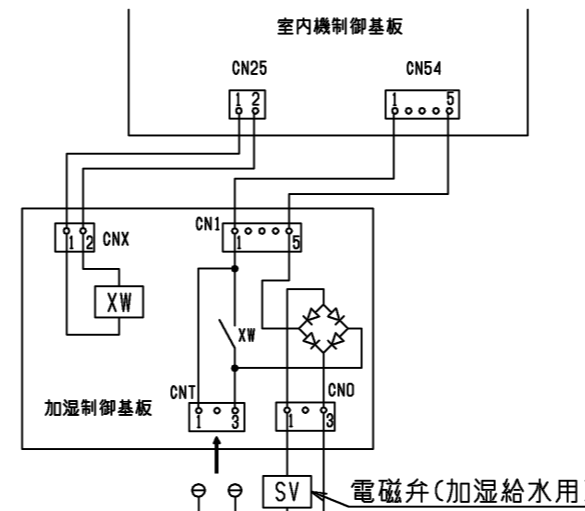 室内機制御基板
CN25
CN54
1 2
1 5
CN1
1 2
CNX
1 5
XW
XW
CNT
CNO
加湿制御基板
1 3
1 3
SV
電磁弁(加湿給水用)